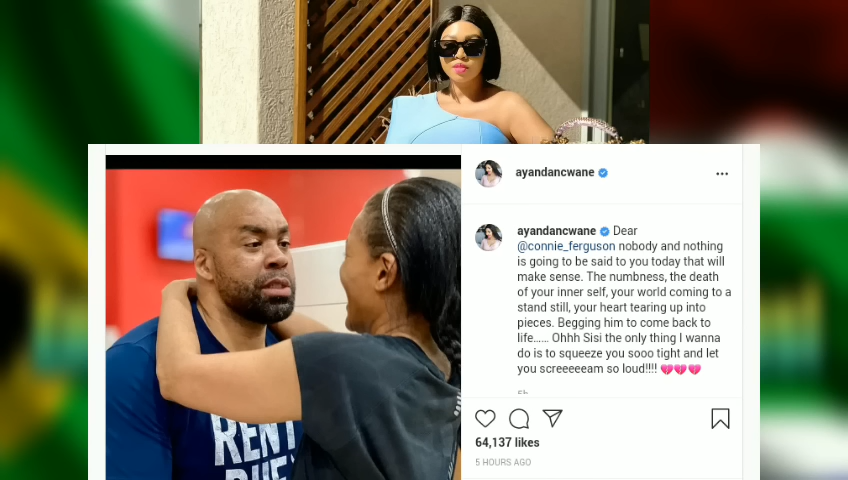 ayandancwane
ayandancwane Dear
@connie_ferguson nobody and nothing
is going to be said to you today that will
make sense. The numbness, the death
of your inner self, your world coming to a
stand still, your heart tearing up into
pieces. Begging him to come back to
life...... Ohhh Sisi the only thing I wanna
do is to squeeze you sooo tight and let
you screeeeeam so loud!!!! 💔💔💔
5h
64,137 likes
5 HOURS AGO
RENT
DUE